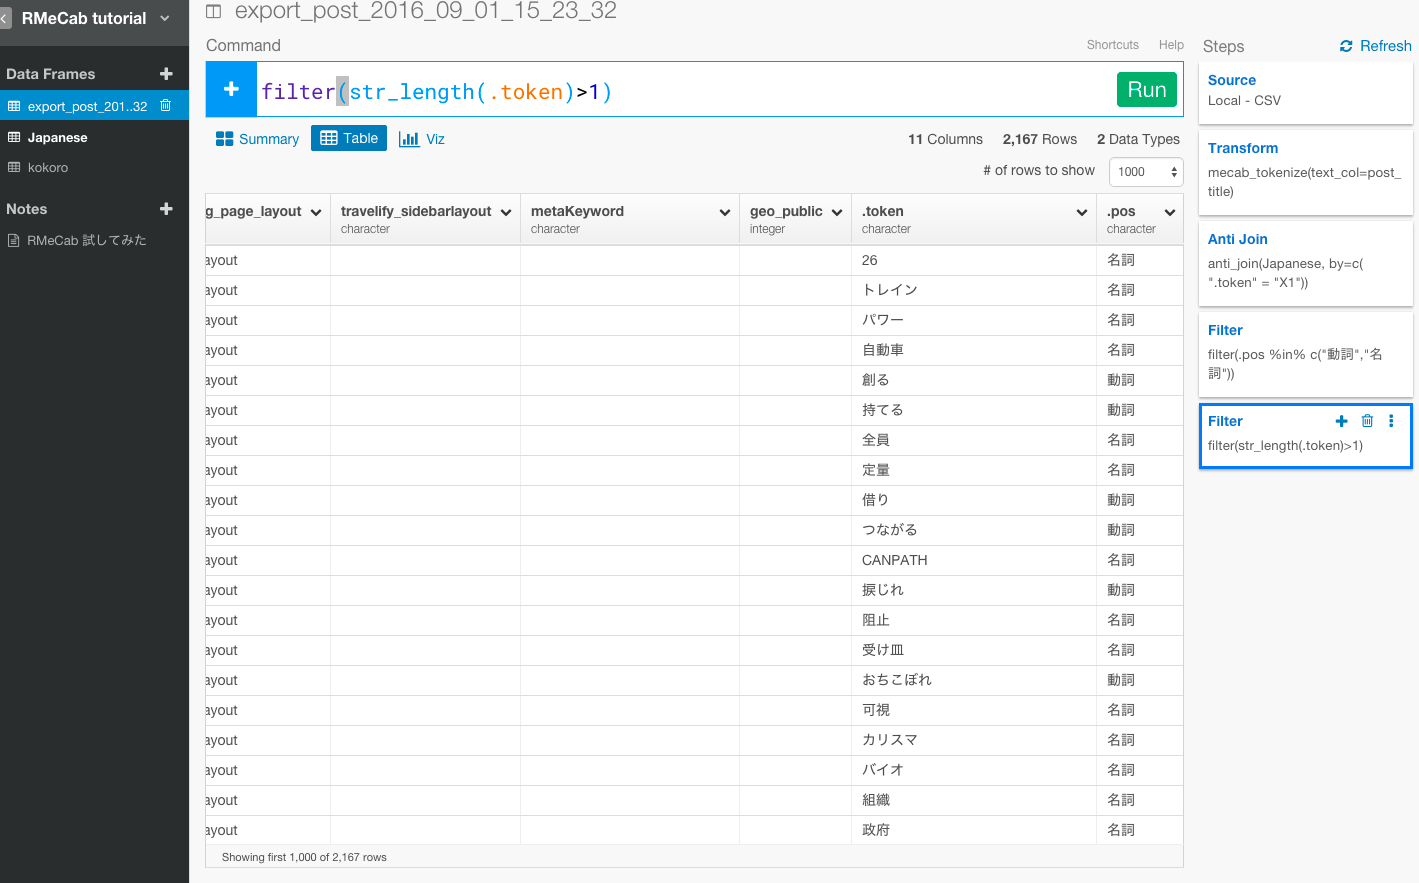 RMeCab tutorial
Data Frames
export_post_201..32
Japanese
kokoro
Notes
RMeCab 試してみた
export_post_2016_09_01_15_23_32
Command
Shortcuts Help
filter(str_length(.token)>1)
Run
Summary Table Viz
11 Columns 2,167 Rows 2 Data Types
# of rows to show 1000
g_page_layout travelify_sidebarlayout metaKeyword geo_public .token .pos
character character integer character character
ayout 26 名詞
ayout トレイン 名詞
ayout パワー 名詞
ayout 自動車 名詞
ayout 創る 動詞
ayout 持てる 動詞
ayout 全員 名詞
ayout 定量 名詞
ayout 借り 動詞
ayout つながる 動詞
ayout CANPATH 名詞
ayout 捩じれ 動詞
ayout 阻止 名詞
ayout 受け皿 名詞
ayout おちこぼれ 動詞
ayout 可視 名詞
ayout カリスマ 名詞
ayout バイオ 名詞
ayout 組織 名詞
ayout 政府 名詞
Showing first 1,000 of 2,167 rows
Steps Refresh
Source
Local - CSV
Transform
mecab_tokenize(text_col=post_
title)
Anti Join
anti_join(Japanese, by=c(
".token" = "X1"))
Filter
filter(.pos %in% c("動詞","名
詞"))
Filter
filter(str_length(.token)>1)